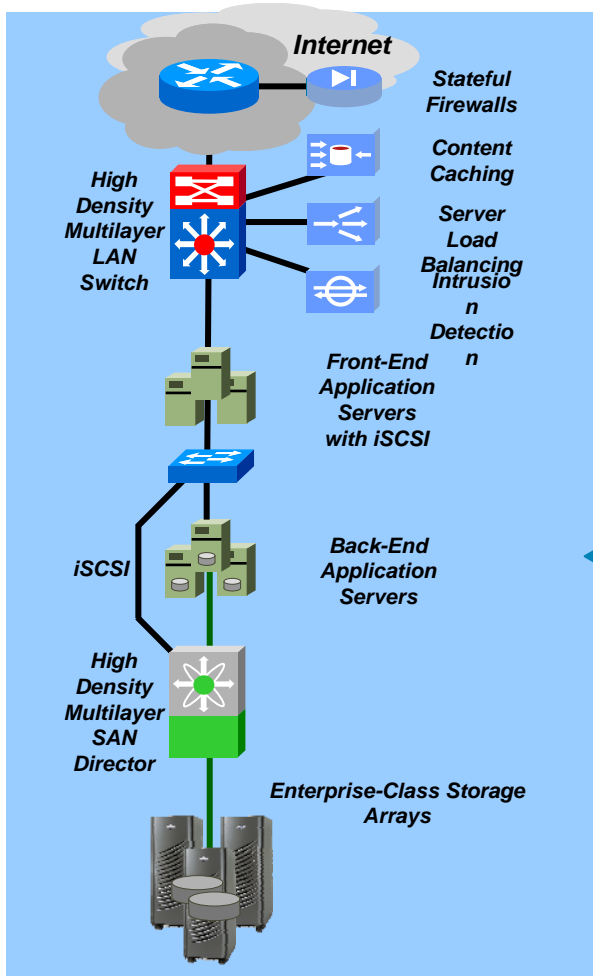 Internet
Stateful
Firewalls
Content
Caching
High
Density
Multilayer
LAN
Switch
Server
Load
Balancing
Intrusio
n
Detectio
n
Front-End
Application
Servers
with iSCSI
iSCSI
Back-End
Application
Servers
High
Density
Multilayer
SAN
Director
Enterprise-Class Storage
Arrays